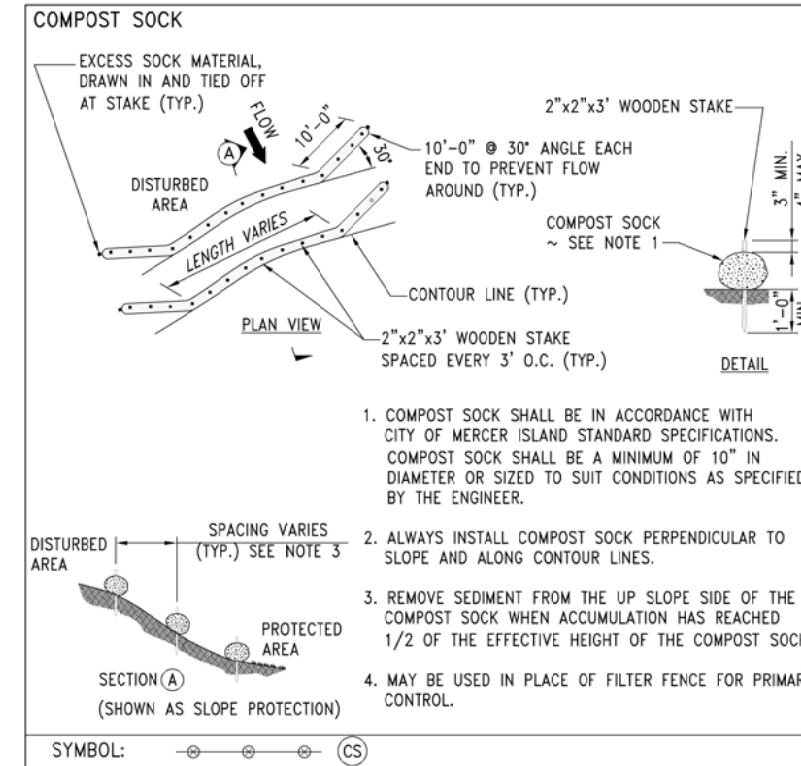 COMPOST SOCK
EXCESS SOCK MATERIAL,
DRAWN IN AND TIED OFF
AT STAKE (TYP.)
FLOW
10'-0"
30°
A
DISTURBED
AREA
LENGTH VARIES
10'-0" @ 30° ANGLE EACH
END TO PREVENT FLOW
AROUND (TYP.)
CONTOUR LINE (TYP.)
PLAN VIEW
2"x2"x3' WOODEN STAKE
SPACED EVERY 3' O.C. (TYP.)
2"x2"x3' WOODEN STAKE
3" MIN.
4" MAX
COMPOST SOCK
~ SEE NOTE 1
1'-0"
MIN
DETAIL
1. COMPOST SOCK SHALL BE IN ACCORDANCE WITH
CITY OF MERCER ISLAND STANDARD SPECIFICATIONS.
COMPOST SOCK SHALL BE A MINIMUM OF 10" IN
DIAMETER OR SIZED TO SUIT CONDITIONS AS SPECIFIED
BY THE ENGINEER.
2. ALWAYS INSTALL COMPOST SOCK PERPENDICULAR TO
SLOPE AND ALONG CONTOUR LINES.
3. REMOVE SEDIMENT FROM THE UP SLOPE SIDE OF THE
COMPOST SOCK WHEN ACCUMULATION HAS REACHED
1/2 OF THE EFFECTIVE HEIGHT OF THE COMPOST SOCK
4. MAY BE USED IN PLACE OF FILTER FENCE FOR PRIMAR
CONTROL.
DISTURBED
AREA
SPACING VARIES
(TYP.) SEE NOTE 3
PROTECTED
AREA
SECTION A
(SHOWN AS SLOPE PROTECTION)
SYMBOL: CS